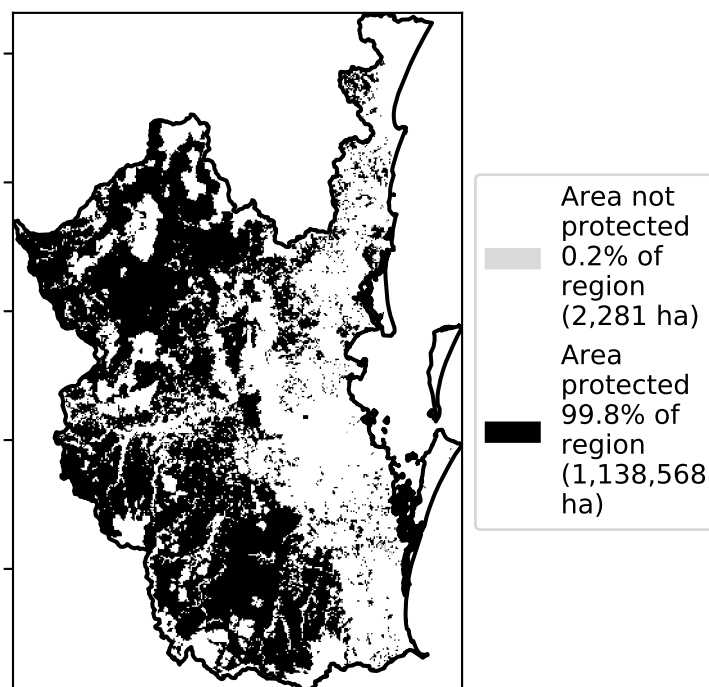 Area not
protected
0.2% of
region
(2,281 ha)
Area
protected
99.8% of
region
(1,138,568
ha)